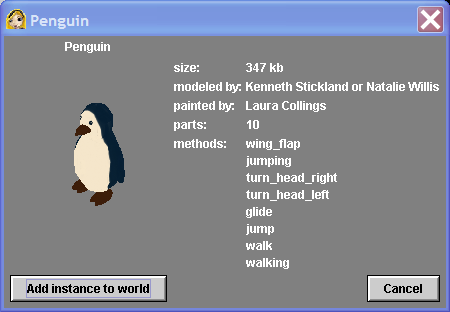 Penguin
Penguin
size: 347 kb
modeled by: Kenneth Stickland or Natalie Willis
painted by: Laura Collings
parts: 10
methods: wing_flap
jumping
turn_head_right
turn_head_left
glide
jump
walk
walking
Add instance to world Cancel